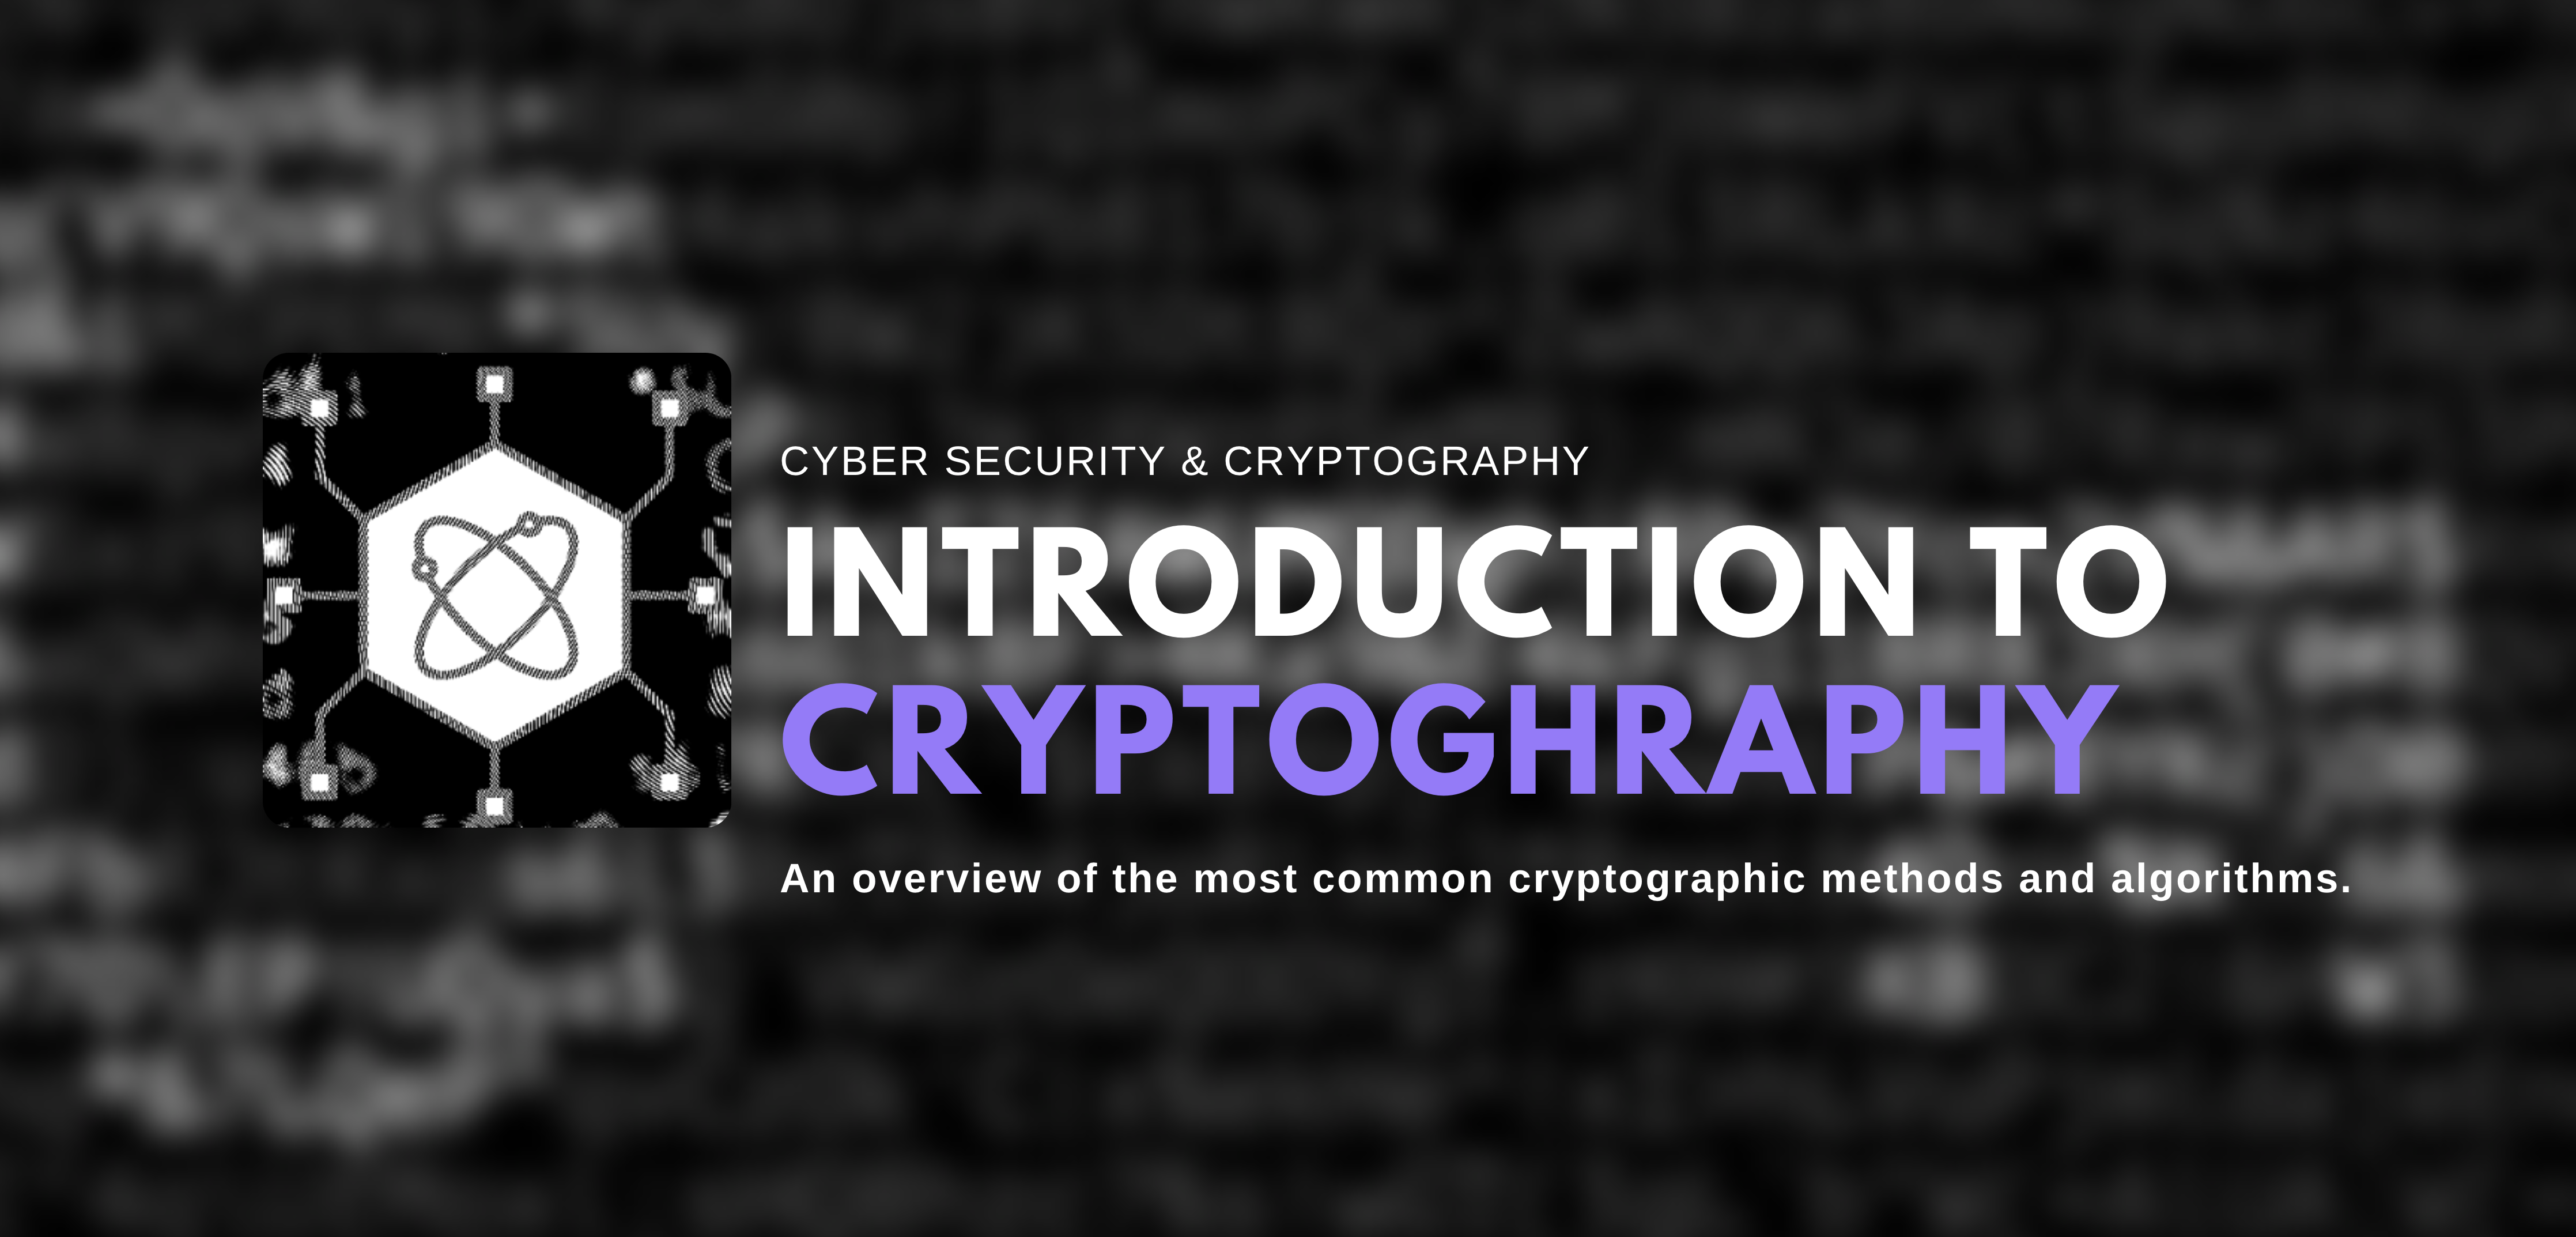 CYBER SECURITY & CRYPTOGRAPHY
INTRODUCTION TO
CRYPTOGHRAPHY
An overview of the most common cryptographic methods and algorithms.